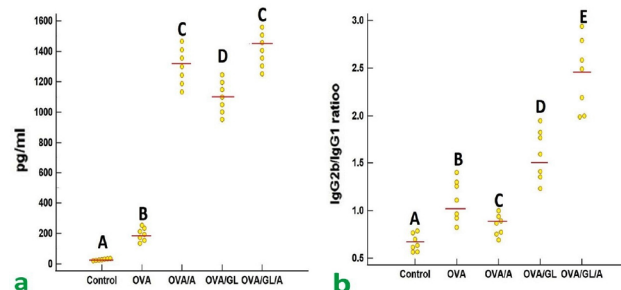 1600
1400
1200
1000
800
600
400
200
0
pg/ml
A
B
C
D
C
Control OVA OVA/A OVA/GL OVA/GL/A
a
3.0
2.5
2.0
1.5
1.0
0.5
IgG2b/IgG1 ratioo
A
B
C
D
E
Control OVA OVA/A OVA/GL OVA/GL/A
b